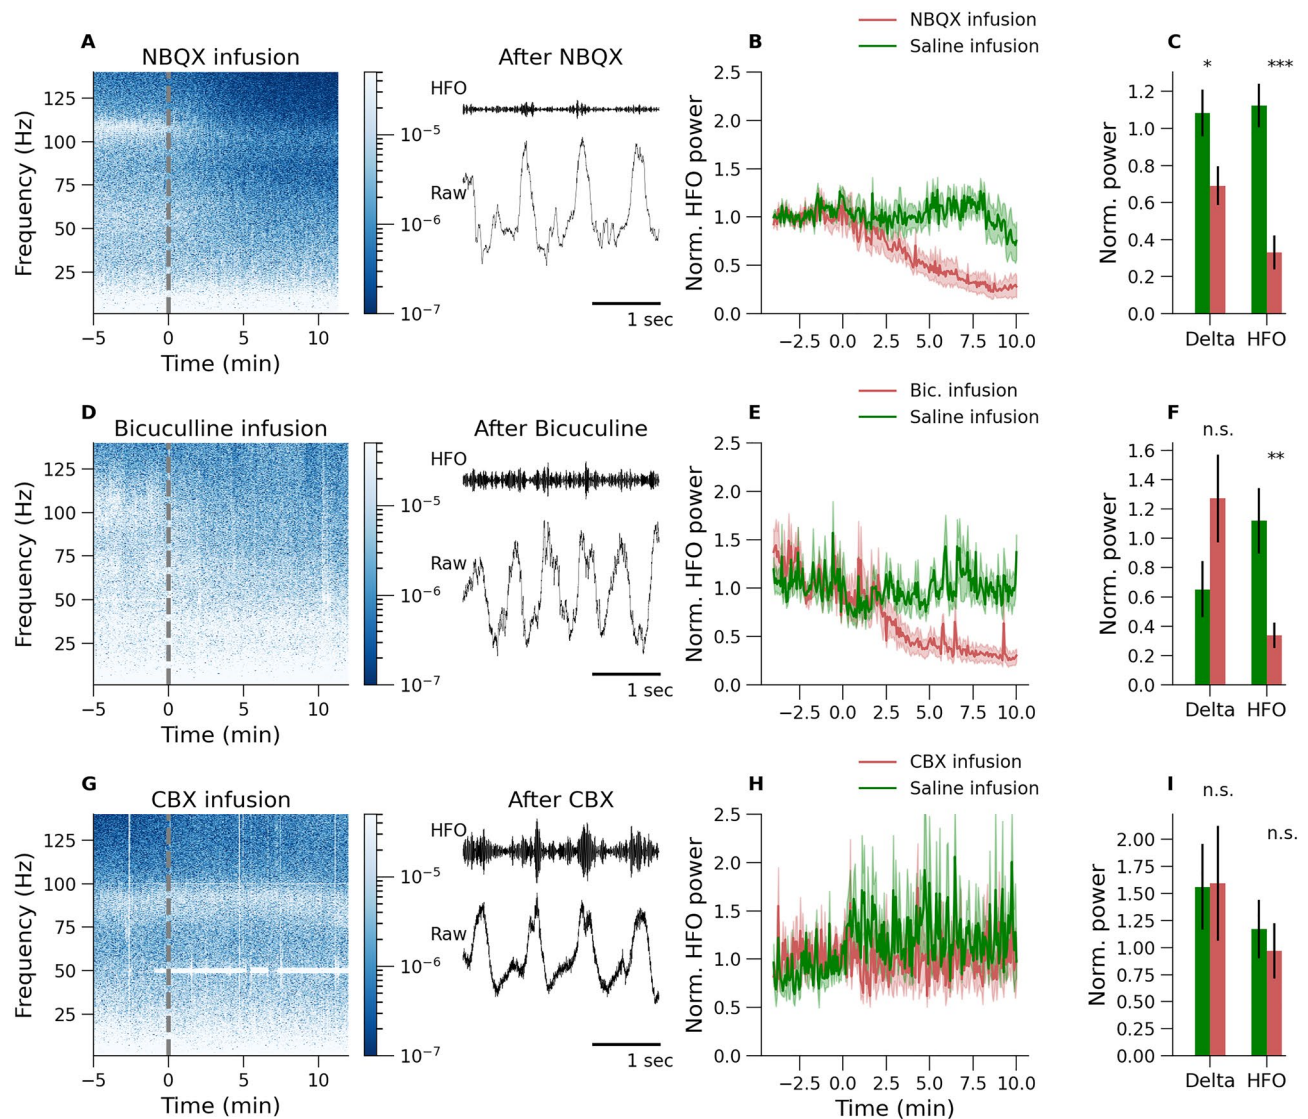 A
NBQX infusion
After NBQX
B
NBQX infusion
Saline infusion
C
Frequency (Hz)
125
100
75
50
25
−5
0
5
10
Time (min)
10⁻⁵
10⁻⁶
10⁻⁷
HFO
Raw
1 sec
Norm. HFO power
2.5
2.0
1.5
1.0
0.5
0.0
−2.5
0.0
2.5
5.0
7.5
10.0
Norm. power
* ***
1.2
1.0
0.8
0.6
0.4
0.2
0.0
Delta HFO
D
Bicuculline infusion
After Bicuculine
E
Bic. infusion
Saline infusion
F
Frequency (Hz)
125
100
75
50
25
−5
0
5
10
Time (min)
10⁻⁵
10⁻⁶
10⁻⁷
HFO
Raw
1 sec
Norm. HFO power
2.5
2.0
1.5
1.0
0.5
0.0
−2.5
0.0
2.5
5.0
7.5
10.0
Norm. power
n.s.
**
1.6
1.4
1.2
1.0
0.8
0.6
0.4
0.2
0.0
Delta HFO
G
CBX infusion
After CBX
H
CBX infusion
Saline infusion
I
Frequency (Hz)
125
100
75
50
25
−5
0
5
10
Time (min)
10⁻⁵
10⁻⁶
10⁻⁷
HFO
Raw
1 sec
Norm. HFO power
2.5
2.0
1.5
1.0
0.5
0.0
−2.5
0.0
2.5
5.0
7.5
10.0
Time (min)
Norm. power
n.s.
n.s.
2.00
1.75
1.50
1.25
1.00
0.75
0.50
0.25
0.00
Delta HFO